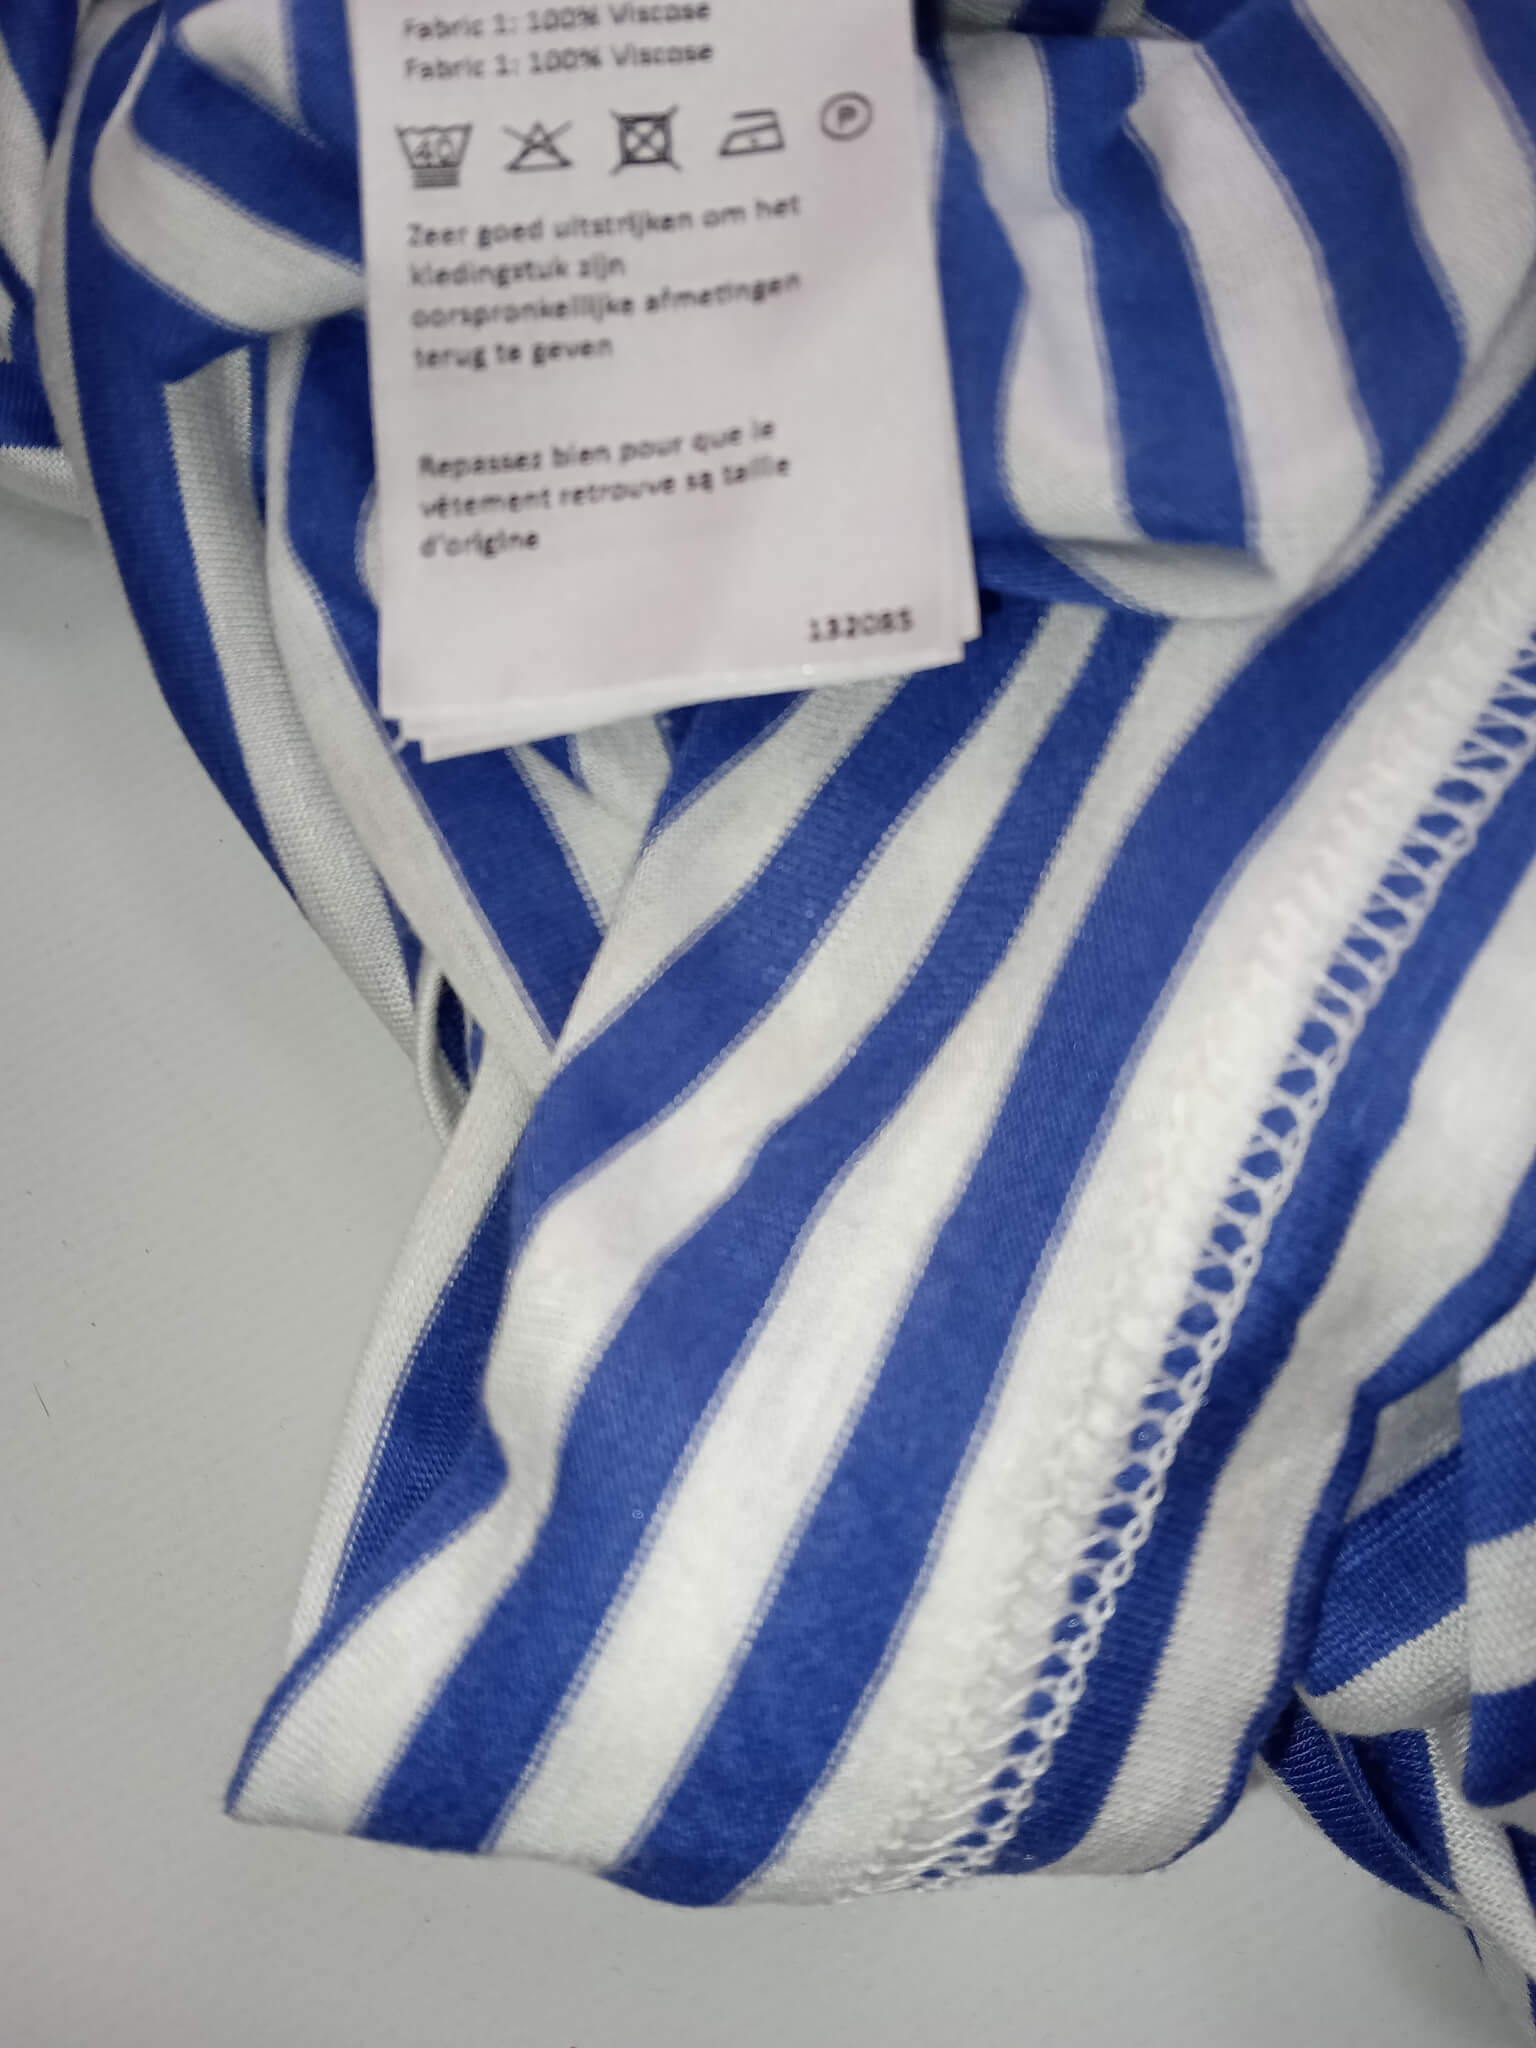 Fabric 1: 100% Viscose
Fabric 1: 100% Viscose
40
P
Zeer goed uitstrijken om het
kledingstuk zijn
oorspronkelijke afmetingen
terug te geven
Repassez bien pour que le
vêtement retrouve są taille
d'origine
132085